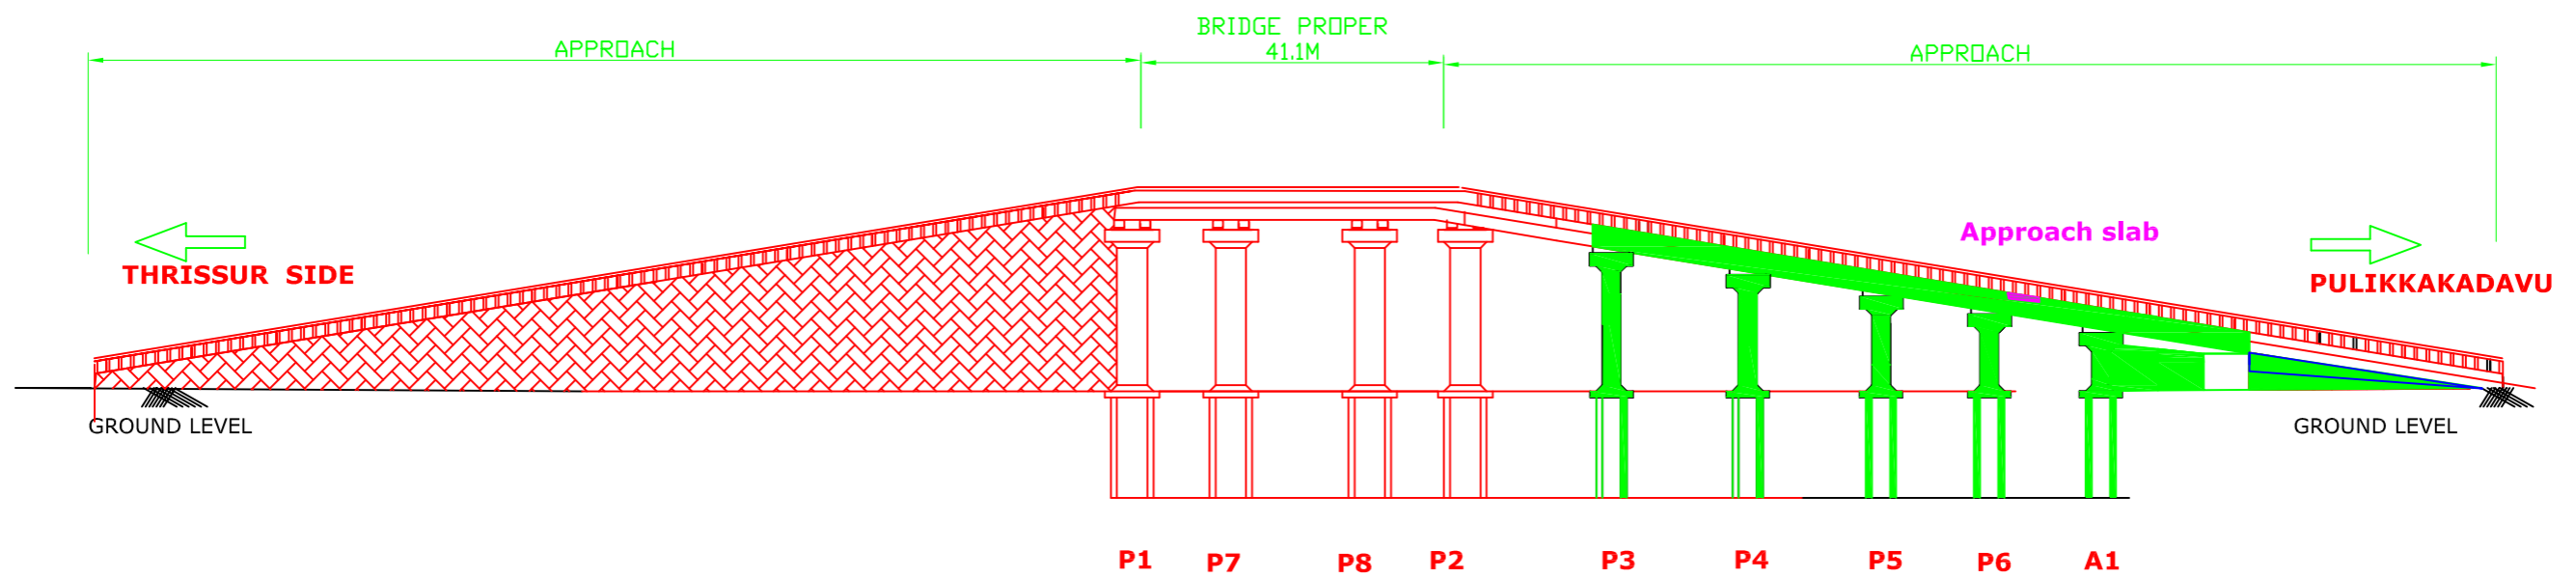 BRIDGE PROPER
APPROACH
41.1M
APPROACH
Approach slab
THRISSUR SIDE
PULIKKAKADAVU
GROUND LEVEL
GROUND LEVEL
P1
P7
P8
P2
P3
P4
P5
P6
A1